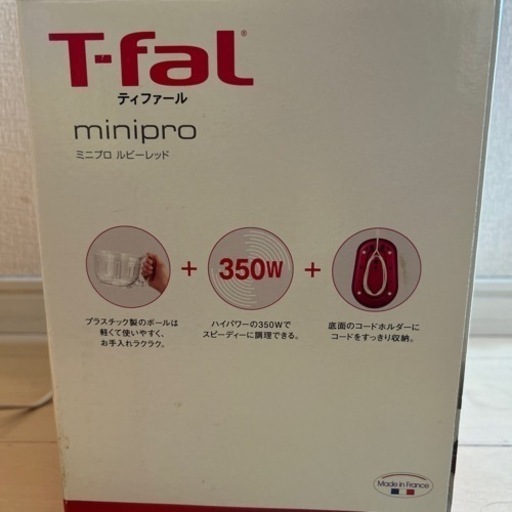 T-fal®
ティファール
minipro
ミニプロ ルビーレッド
350W
プラスチック製のボールは
軽くて使いやすく、
お手入れラクラク。
ハイパワーの350Wで
スピーディーに調理できる。
底面のコードホルダーに
コードをすっきり収納。
Made in France